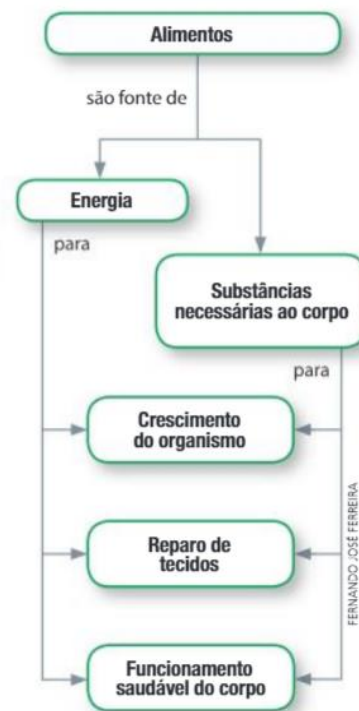 Alimentos
são fonte de
Energia
para
Substâncias
necessárias ao corpo
para
Crescimento
do organismo
Reparo de
tecidos
Funcionamento
saudável do corpo
FERNANDO JOSÉ FERREIRA